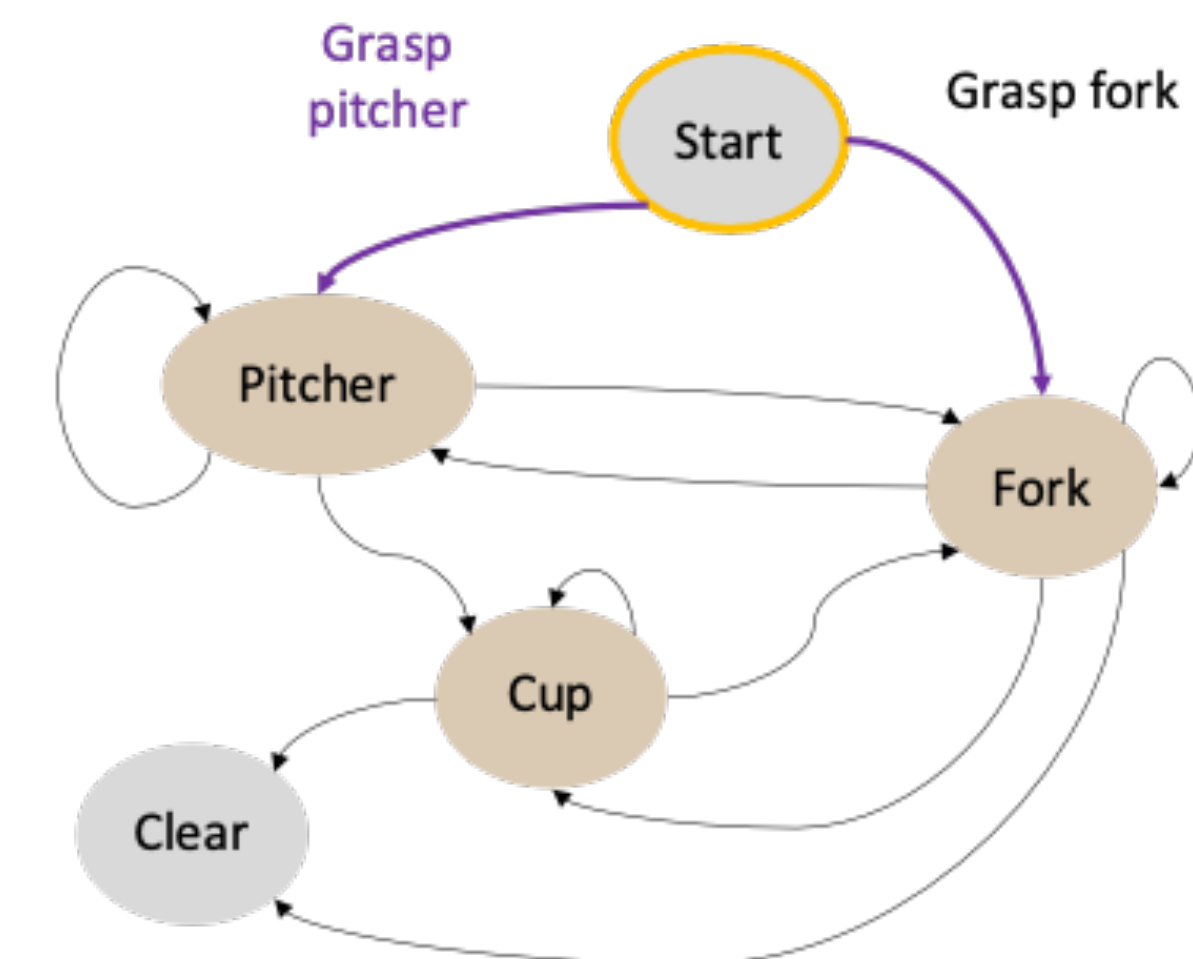 Grasp
pitcher
Start
Grasp fork
Pitcher
Fork
Cup
Clear